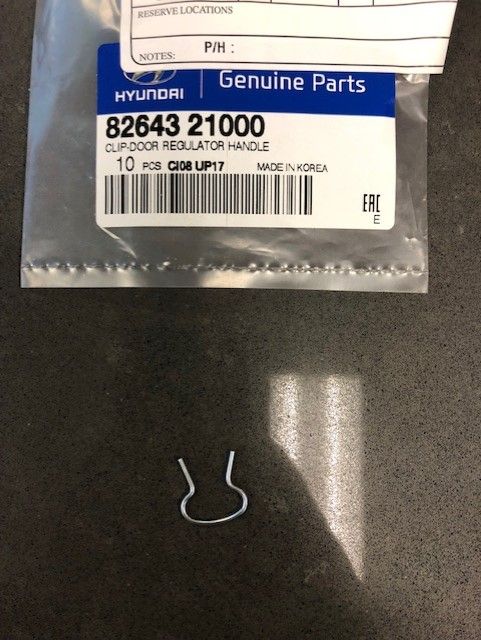 RESERVE LOCATIONS
P/H :
NOTES:
HYUNDAI
Genuine Parts
82643 21000
CLIP-DOOR REGULATOR HANDLE
10 PCS CI08 UP17 MADE IN KOREA
EAC
E